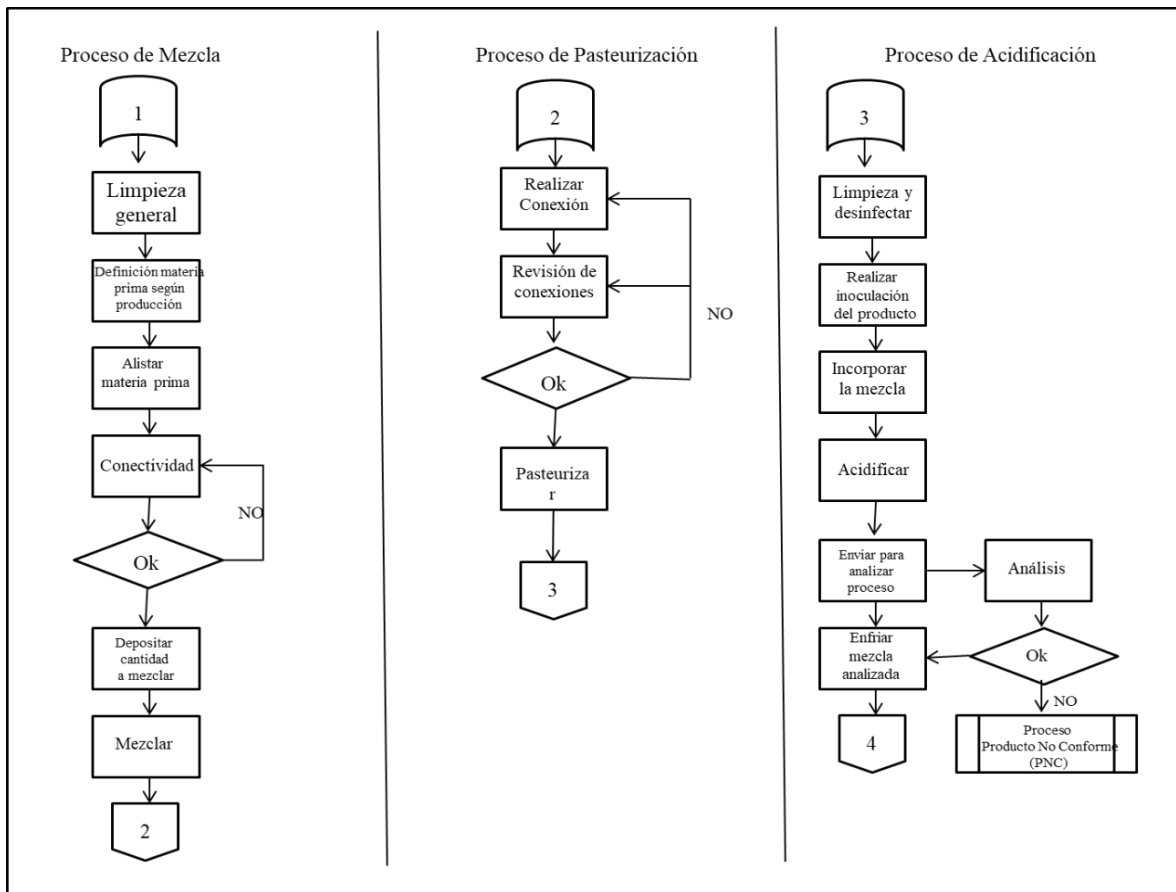 Proceso de Mezcla
1
Limpieza
general
Definición materia
prima según
producción
Alistar
materia prima
Conectividad
NO
Ok
Depositar
cantidad
a mezclar
Mezclar
2
Proceso de Pasteurización
2
Realizar
Conexión
Revisión de
conexiones
NO
Ok
Pasteuriza
r
3
Proceso de Acidificación
3
Limpieza y
desinfectar
Realizar
inoculación
del producto
Incorporar
la mezcla
Acidificar
Enviar para
analizar
proceso
Análisis
Enfriar
mezcla
analizada
Ok
NO
4
Proceso
Producto No Conforme
(PNC)